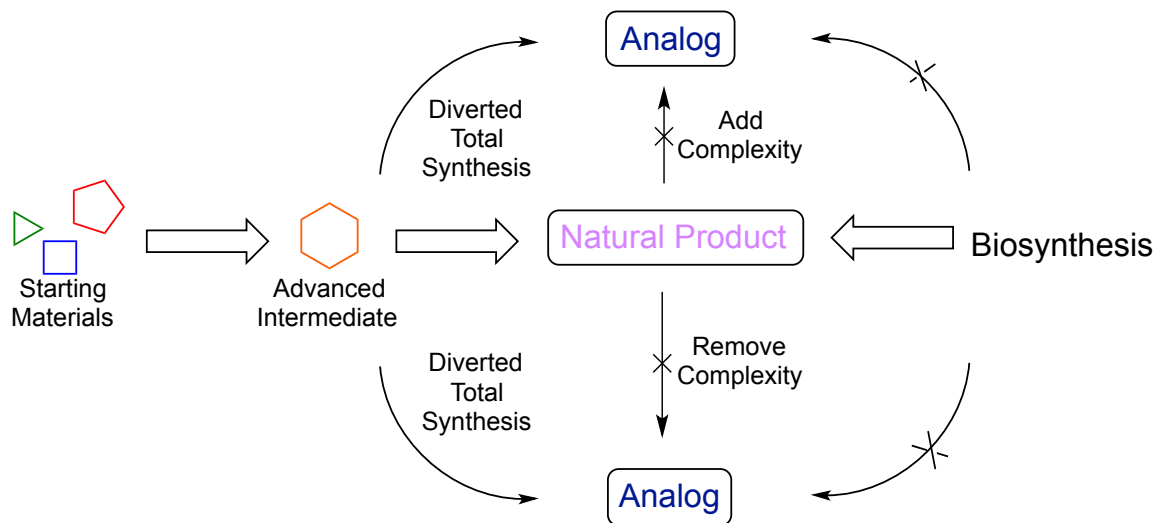 Analog
Diverted
Total
Synthesis
Add
Complexity
Natural Product
Biosynthesis
Starting
Materials
Advanced
Intermediate
Diverted
Total
Synthesis
Remove
Complexity
Analog